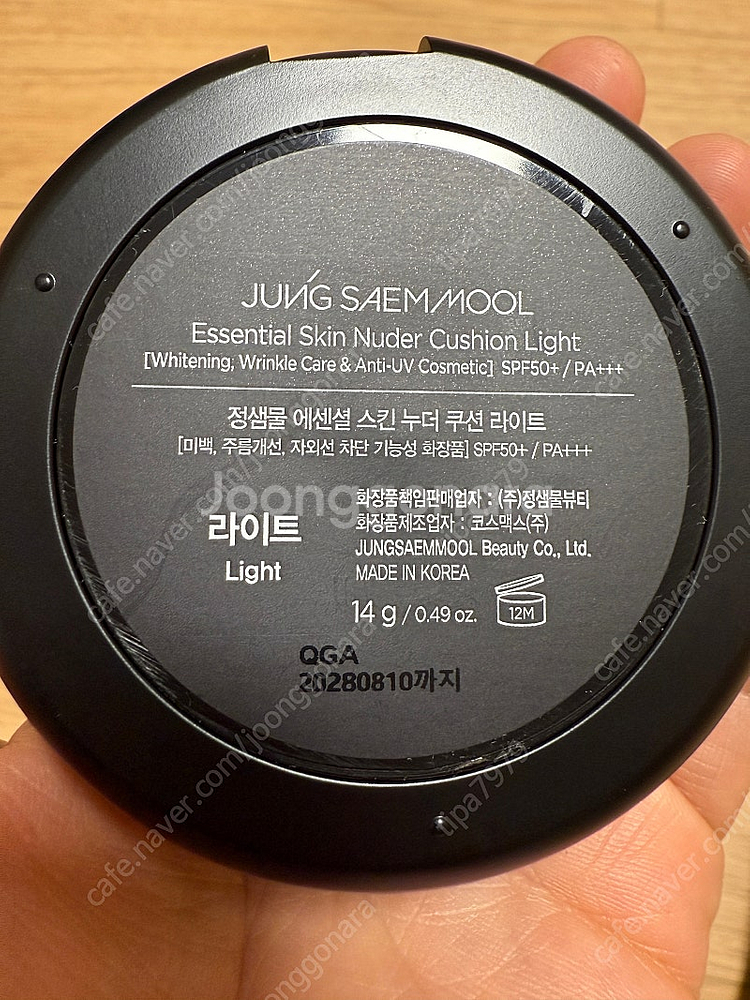 JUNG SAEMMOOL
Essential Skin Nuder Cushion Light
[Whitening, Wrinkle Care & Anti-UV Cosmetic] SPF50+ / PA+++
정샘물 에센셜 스킨 누더 쿠션 라이트
[미백, 주름개선, 자외선 차단 기능성 화장품] SPF50+ / PA+++
Joonggonara
라이트
Light
화장품책임판매업자 : (주)정샘물뷰티
화장품제조업자 : 코스맥스(주)
JUNGSAEMMOOL Beauty Co., Ltd.
MADE IN KOREA
14 g / 0.49 oz.
12M
QGA
20280810까지
cafe.naver.com/joonggonara